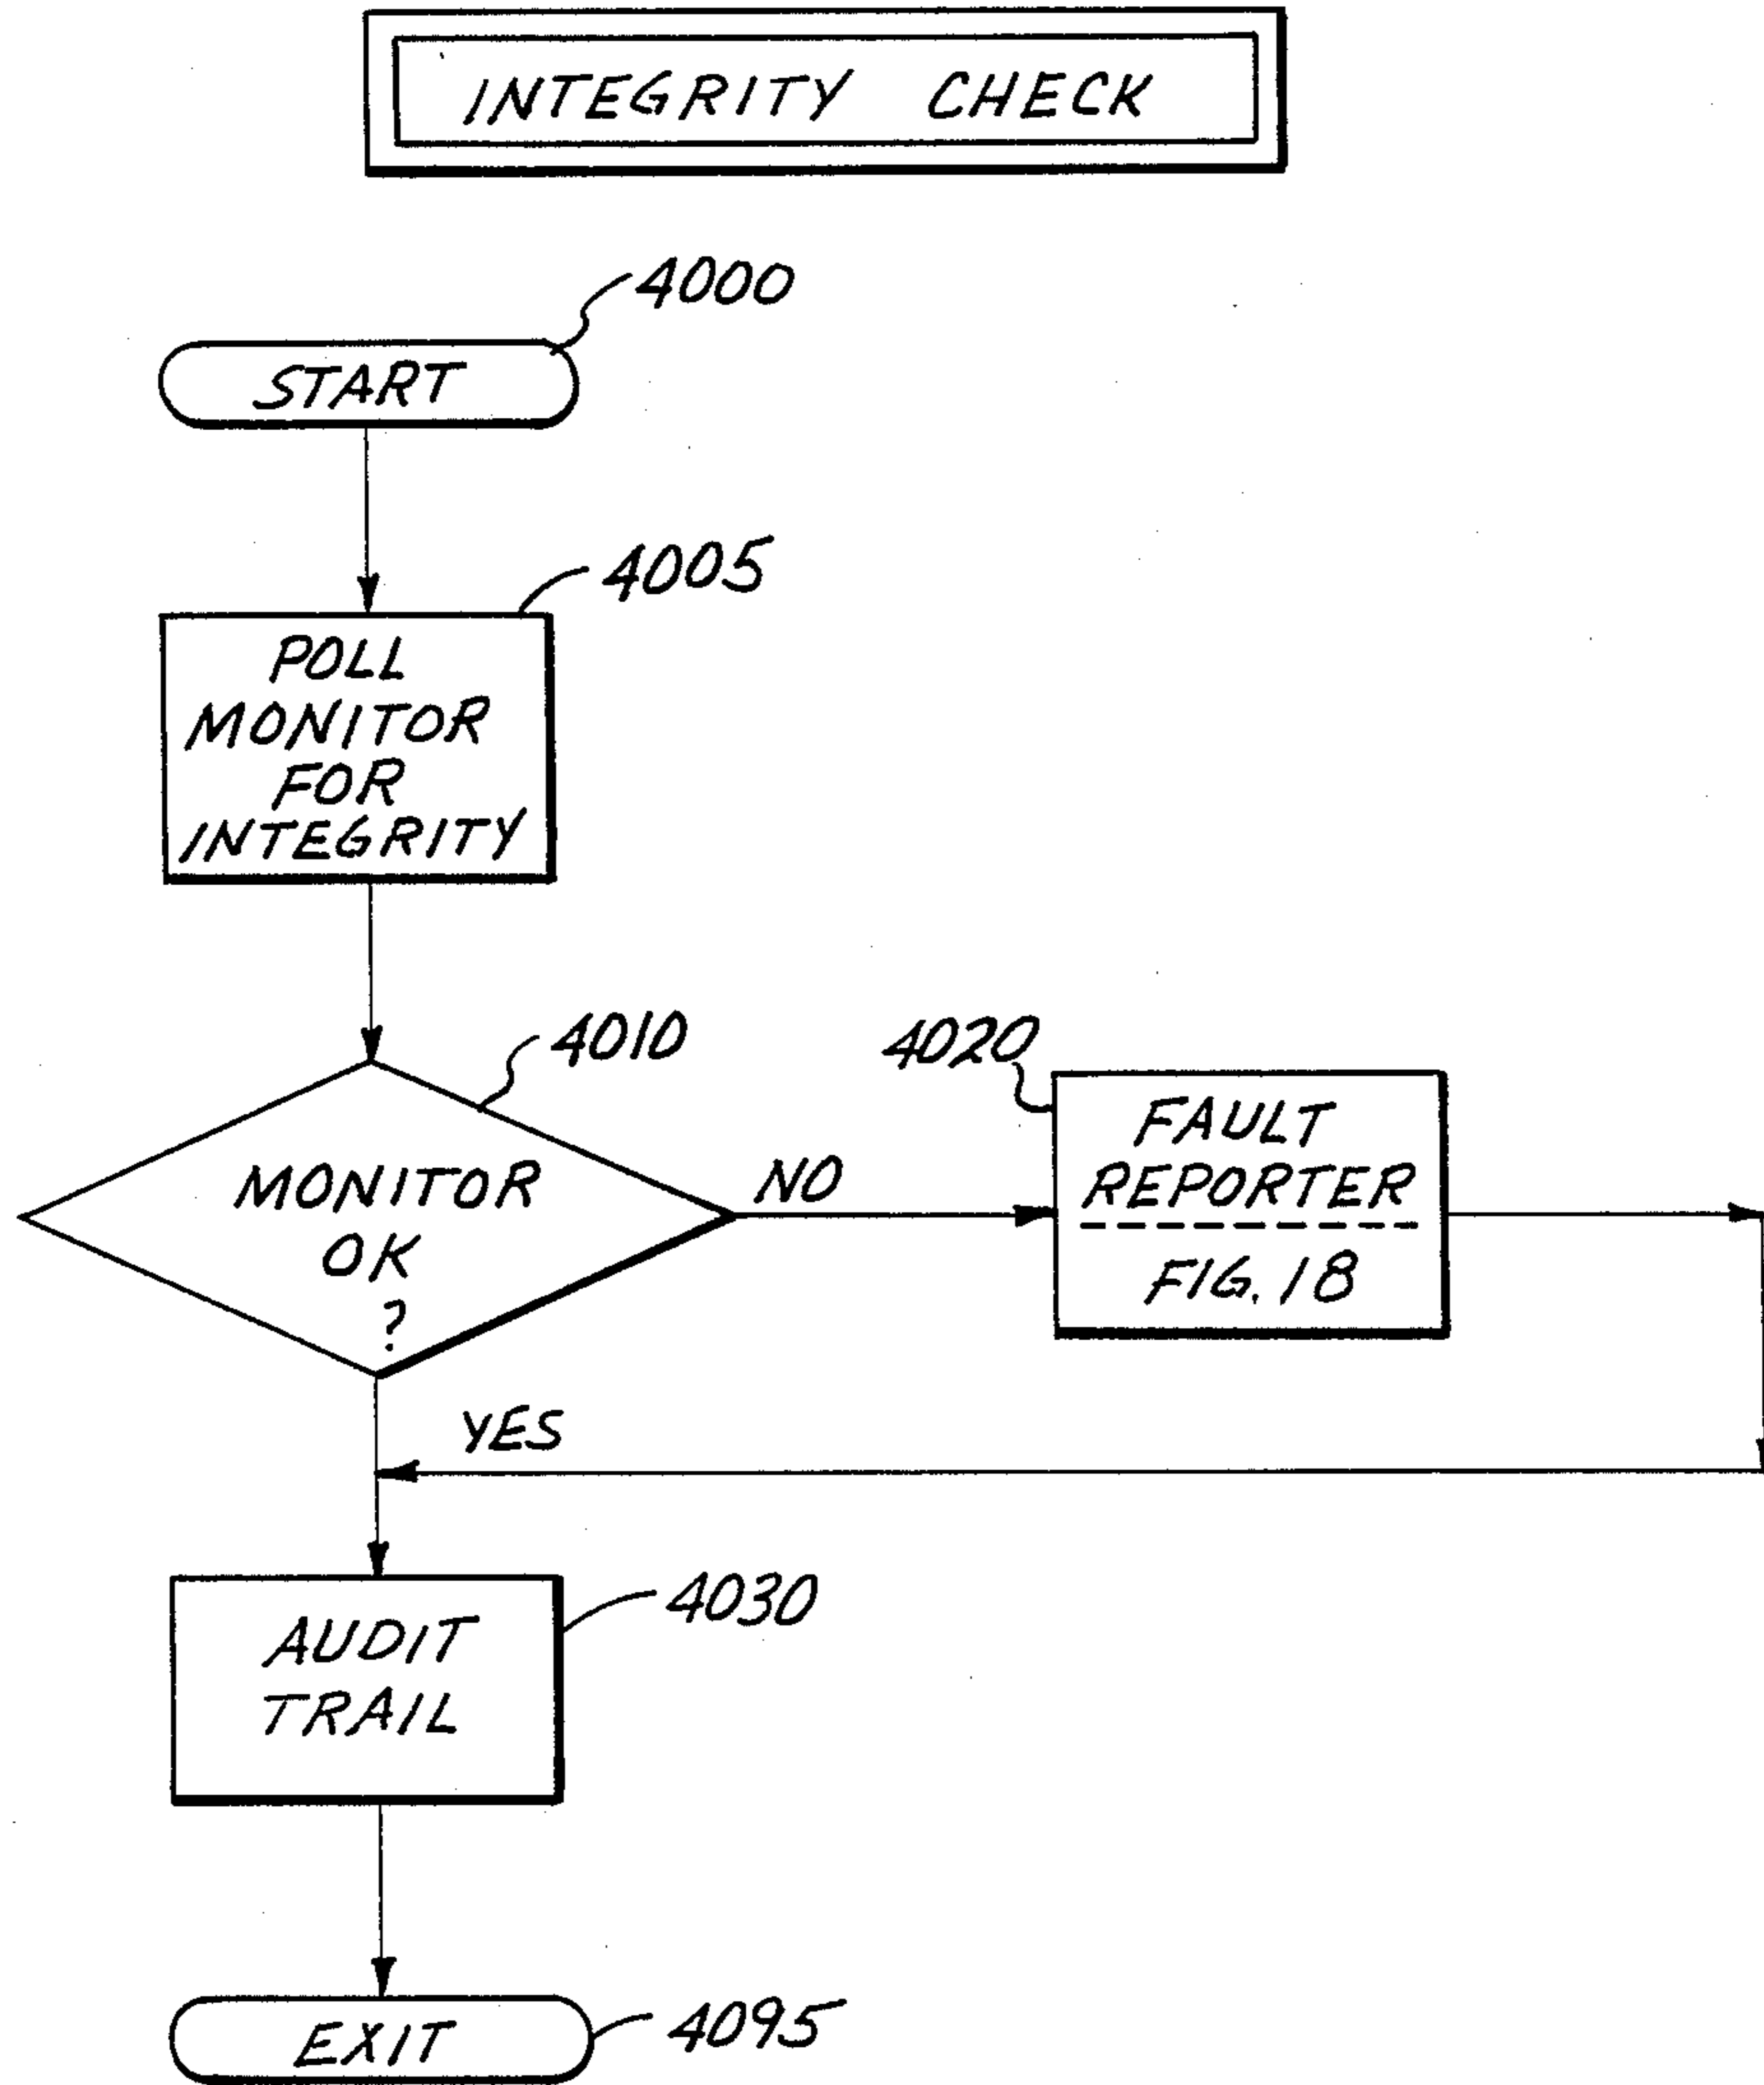 INTEGRITY CHECK
4000
START
4005
POLL
MONITOR
FOR
INTEGRITY
4010
MONITOR
OK
?
NO
4020
FAULT
REPORTER
FIG. 18
YES
4030
AUDIT
TRAIL
EXIT
4095